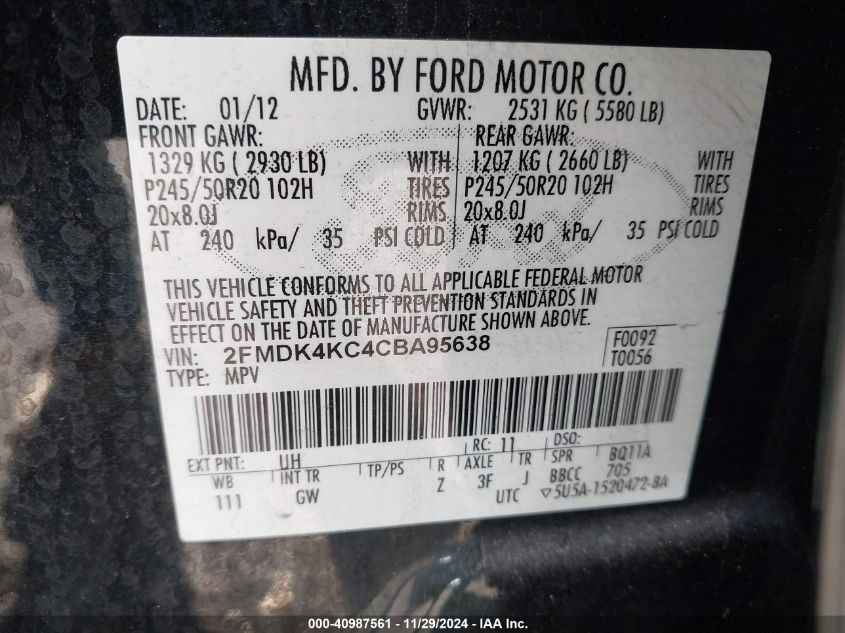 MFD. BY FORD MOTOR CO.
DATE: 01/12 GVWR: 2531 KG ( 5580 LB)
FRONT GAWR: REAR GAWR:
1329 KG ( 2930 LB) WITH 1207 KG ( 2660 LB) WITH
P245/50R20 102H TIRES P245/50R20 102H TIRES
20x8.0J RIMS 20x8.0J RIMS
AT 240 kPa/ 35 PSI COLD AT 240 kPa/ 35 PSI COLD
THIS VEHICLE CONFORMS TO ALL APPLICABLE FEDERAL MOTOR
VEHICLE SAFETY AND THEFT PREVENTION STANDARDS IN
EFFECT ON THE DATE OF MANUFACTURE SHOWN ABOVE.
VIN: 2FMDK4KC4CBA95638 F0092
TYPE: MPV T0056
EXT PNT: UH RC: 11 DSO:
WB INT TR TP/PS R AXLE TR SPR BQ11A
111 GW Z 3F J BBCC 705
UTC ▽5U5A-1520472-BA
000-40987561 - 11/29/2024 - IAA Inc.